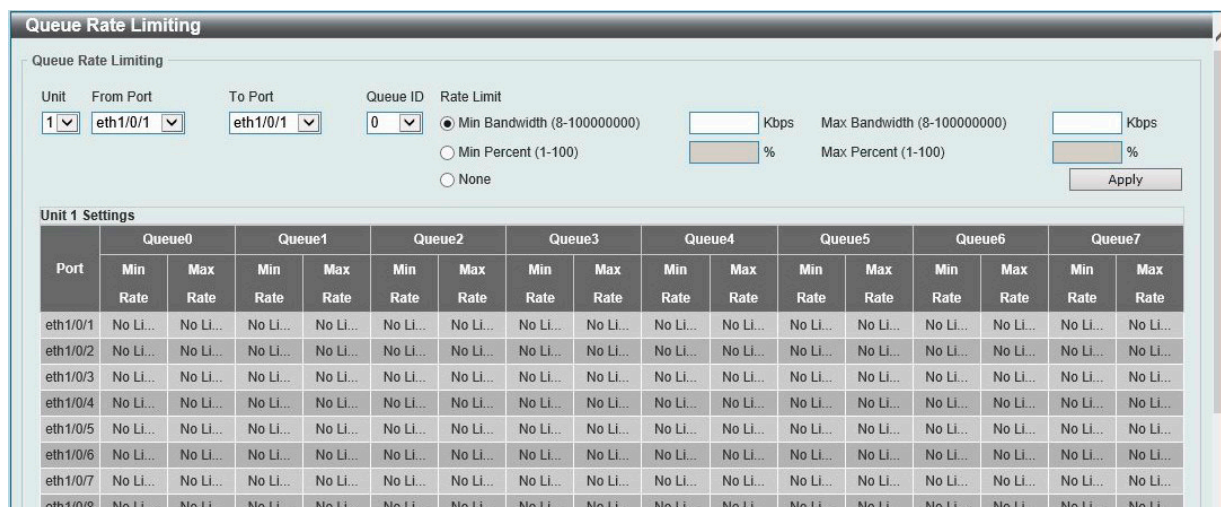 Queue Rate Limiting
Queue Rate Limiting
Unit From Port To Port Queue ID Rate Limit
1 eth1/0/1 eth1/0/1 0 Min Bandwidth (8-100000000) Kbps Max Bandwidth (8-100000000) Kbps
Min Percent (1-100) % Max Percent (1-100) %
None Apply
Unit 1 Settings
Port Queue0 Queue1 Queue2 Queue3 Queue4 Queue5 Queue6 Queue7
Min Rate Max Rate Min Rate Max Rate Min Rate Max Rate Min Rate Max Rate Min Rate Max Rate Min Rate Max Rate Min Rate Max Rate Min Rate Max Rate
eth1/0/1 No Li... No Li... No Li... No Li... No Li... No Li... No Li... No Li... No Li... No Li... No Li... No Li... No Li... No Li... No Li... No Li...
eth1/0/2 No Li... No Li... No Li... No Li... No Li... No Li... No Li... No Li... No Li... No Li... No Li... No Li... No Li... No Li... No Li... No Li...
eth1/0/3 No Li... No Li... No Li... No Li... No Li... No Li... No Li... No Li... No Li... No Li... No Li... No Li... No Li... No Li... No Li... No Li...
eth1/0/4 No Li... No Li... No Li... No Li... No Li... No Li... No Li... No Li... No Li... No Li... No Li... No Li... No Li... No Li... No Li... No Li...
eth1/0/5 No Li... No Li... No Li... No Li... No Li... No Li... No Li... No Li... No Li... No Li... No Li... No Li... No Li... No Li... No Li... No Li...
eth1/0/6 No Li... No Li... No Li... No Li... No Li... No Li... No Li... No Li... No Li... No Li... No Li... No Li... No Li... No Li... No Li... No Li...
eth1/0/7 No Li... No Li... No Li... No Li... No Li... No Li... No Li... No Li... No Li... No Li... No Li... No Li... No Li... No Li... No Li... No Li...